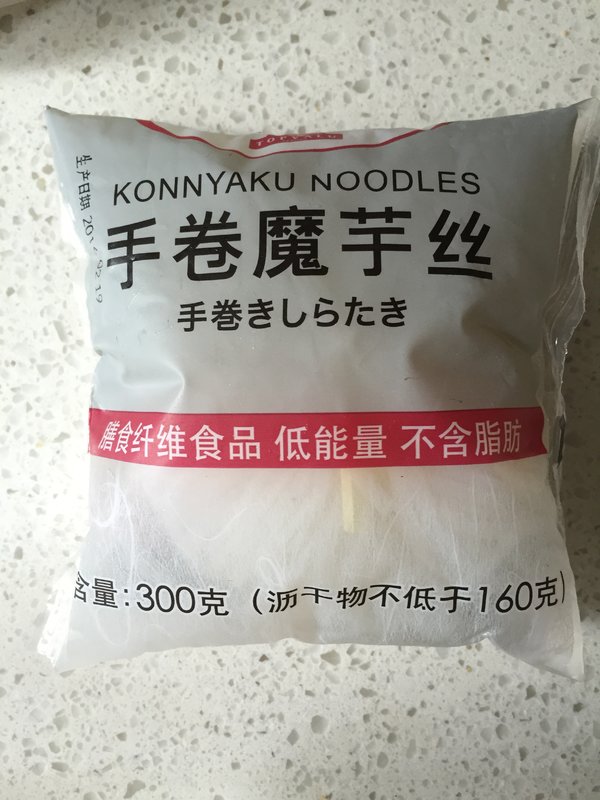 KONNYAKU NOODLES
手卷魔芋丝
手巻きしらたき
膳食纤维食品 低能量 不含脂肪
含量:300克 (沥干物不低于160克)
生产日期